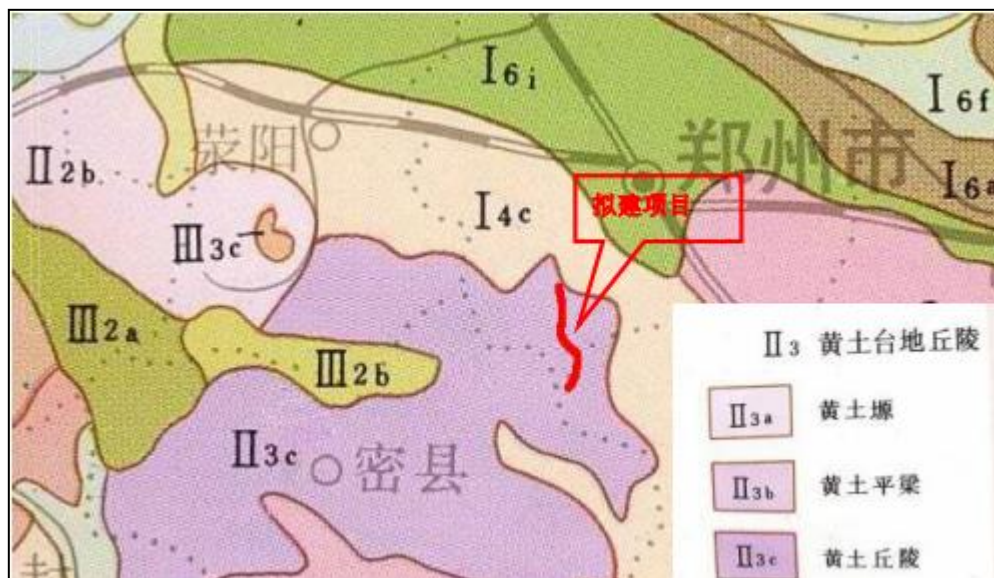 I6i
I6f
荥阳
郑州市
II2b
I6a
拟建项目
I4c
III3c
III2a
II3 黄土台地丘陵
III2b
II3a 黄土塬
II3c
密县
II3b 黄土平梁
II3c 黄土丘陵
封